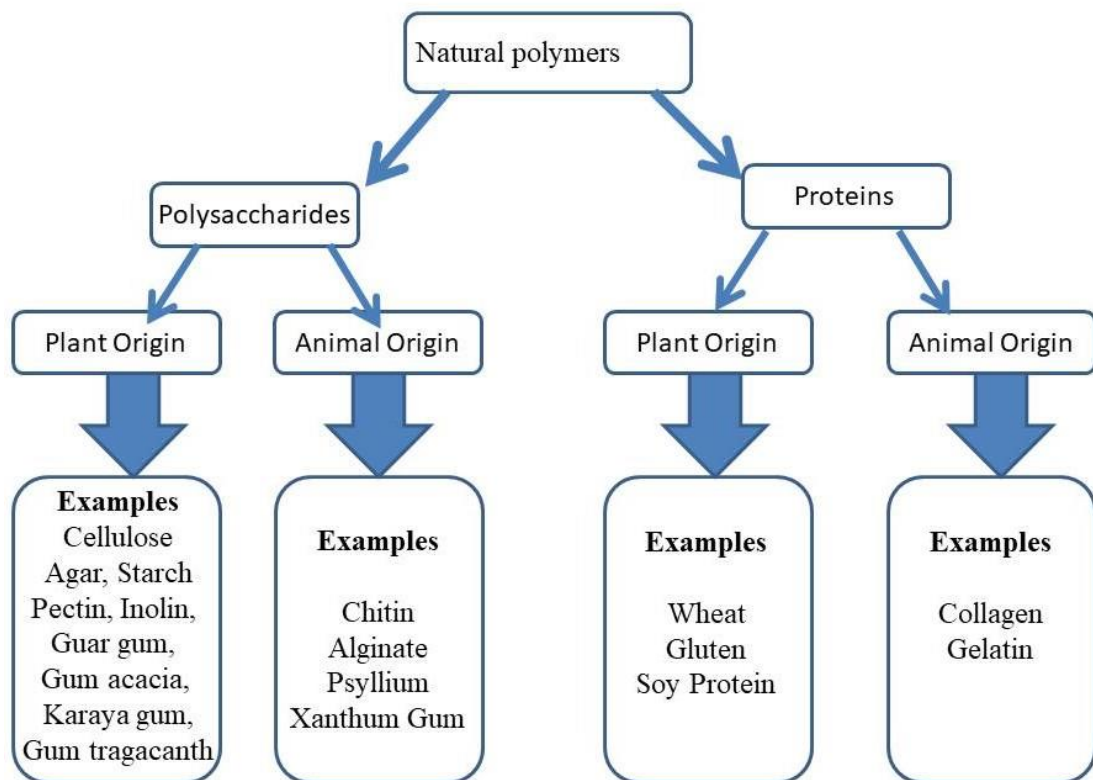 Natural polymers
Polysaccharides
Proteins
Plant Origin
Animal Origin
Plant Origin
Animal Origin
Examples
Cellulose
Agar, Starch
Pectin, Inolin,
Guar gum,
Gum acacia,
Karaya gum,
Gum tragacanth
Examples
Chitin
Alginate
Psyllium
Xanthum Gum
Examples
Wheat
Gluten
Soy Protein
Examples
Collagen
Gelatin